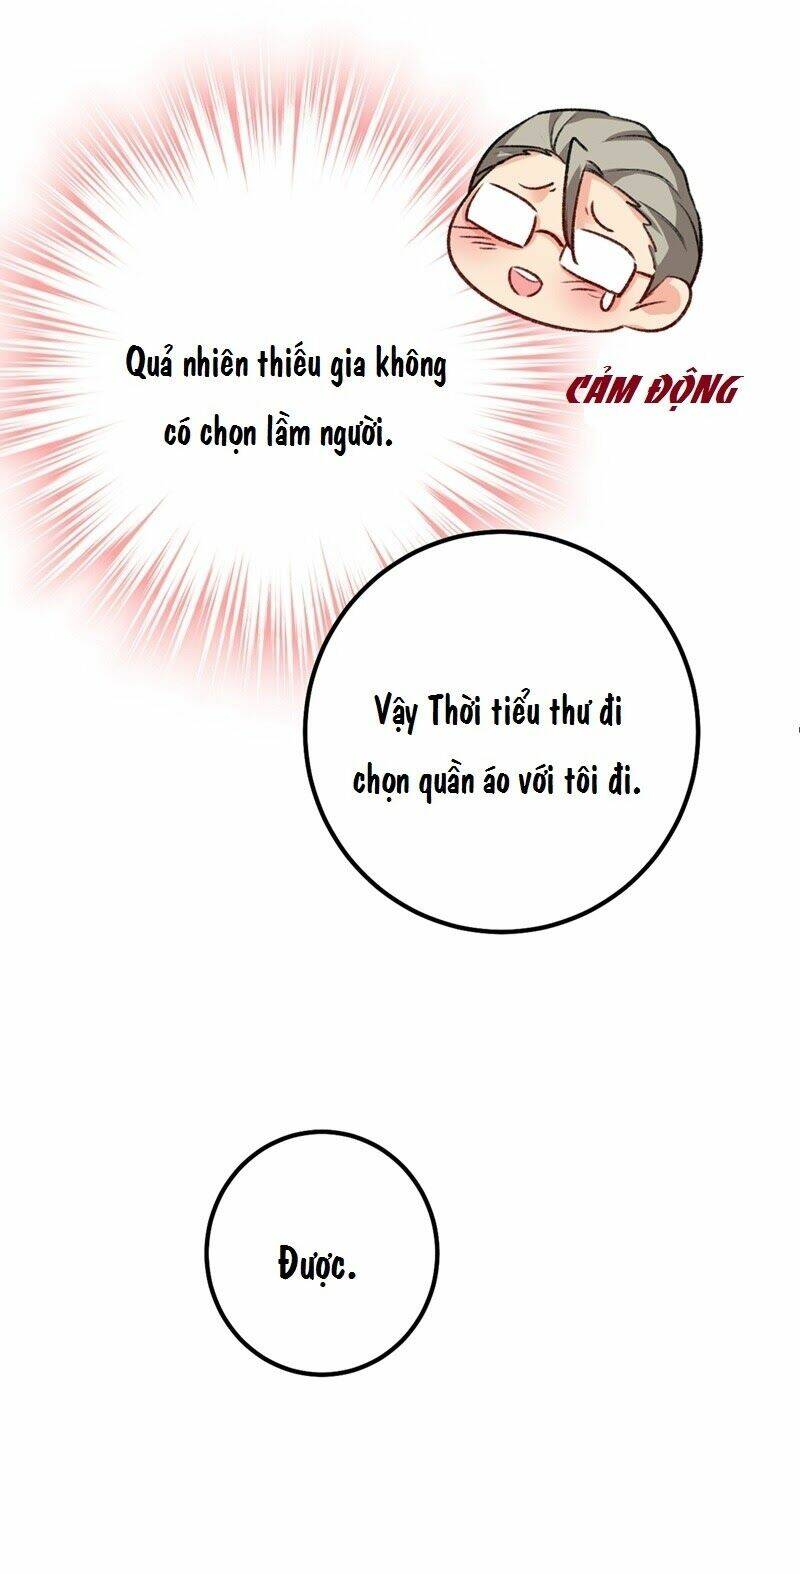 Quả nhiên thiếu gia không
có chọn lầm người.
CẢM ĐỘNG
Vậy Thời tiểu thư đi
chọn quần áo với tôi đi.
Được.